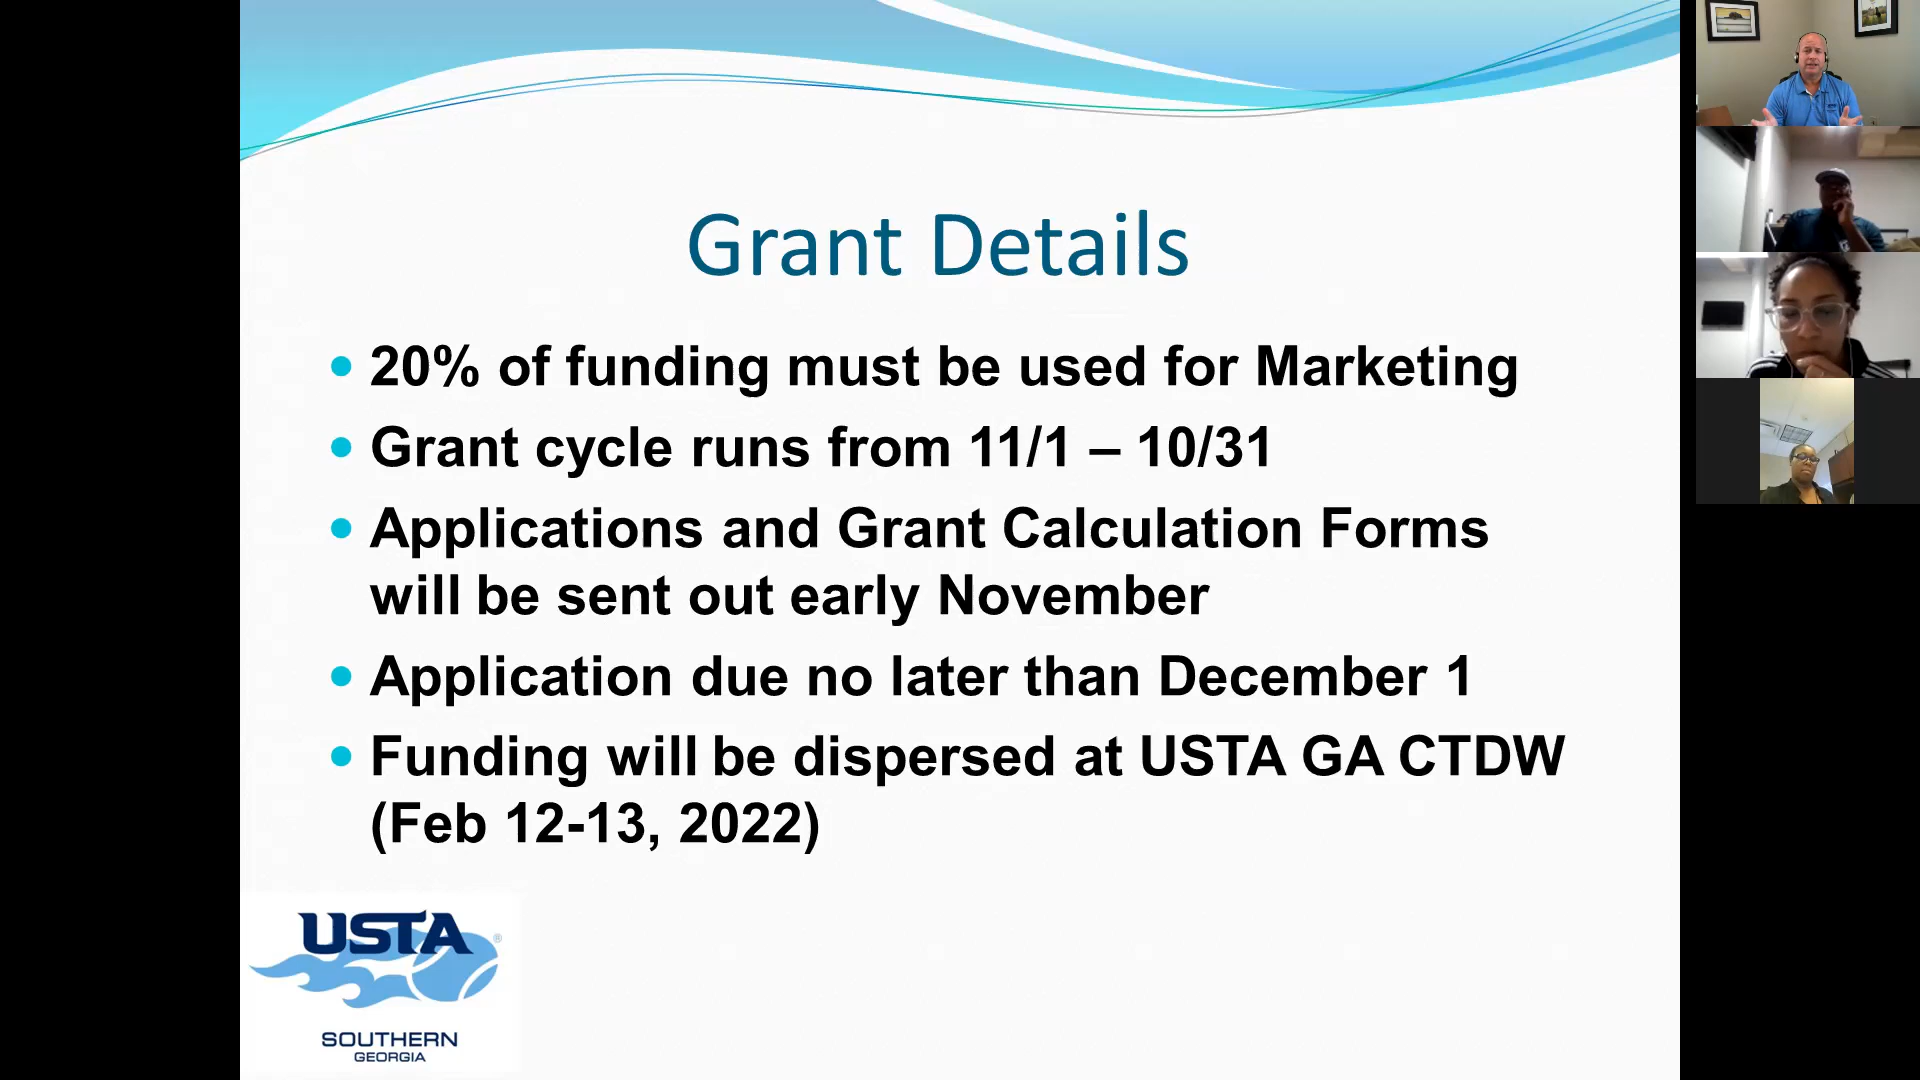 Grant Details
• 20% of funding must be used for Marketing
• Grant cycle runs from 11/1 – 10/31
• Applications and Grant Calculation Forms
will be sent out early November
• Application due no later than December 1
• Funding will be dispersed at USTA GA CTDW
(Feb 12-13, 2022)
USTA®
SOUTHERN
GEORGIA